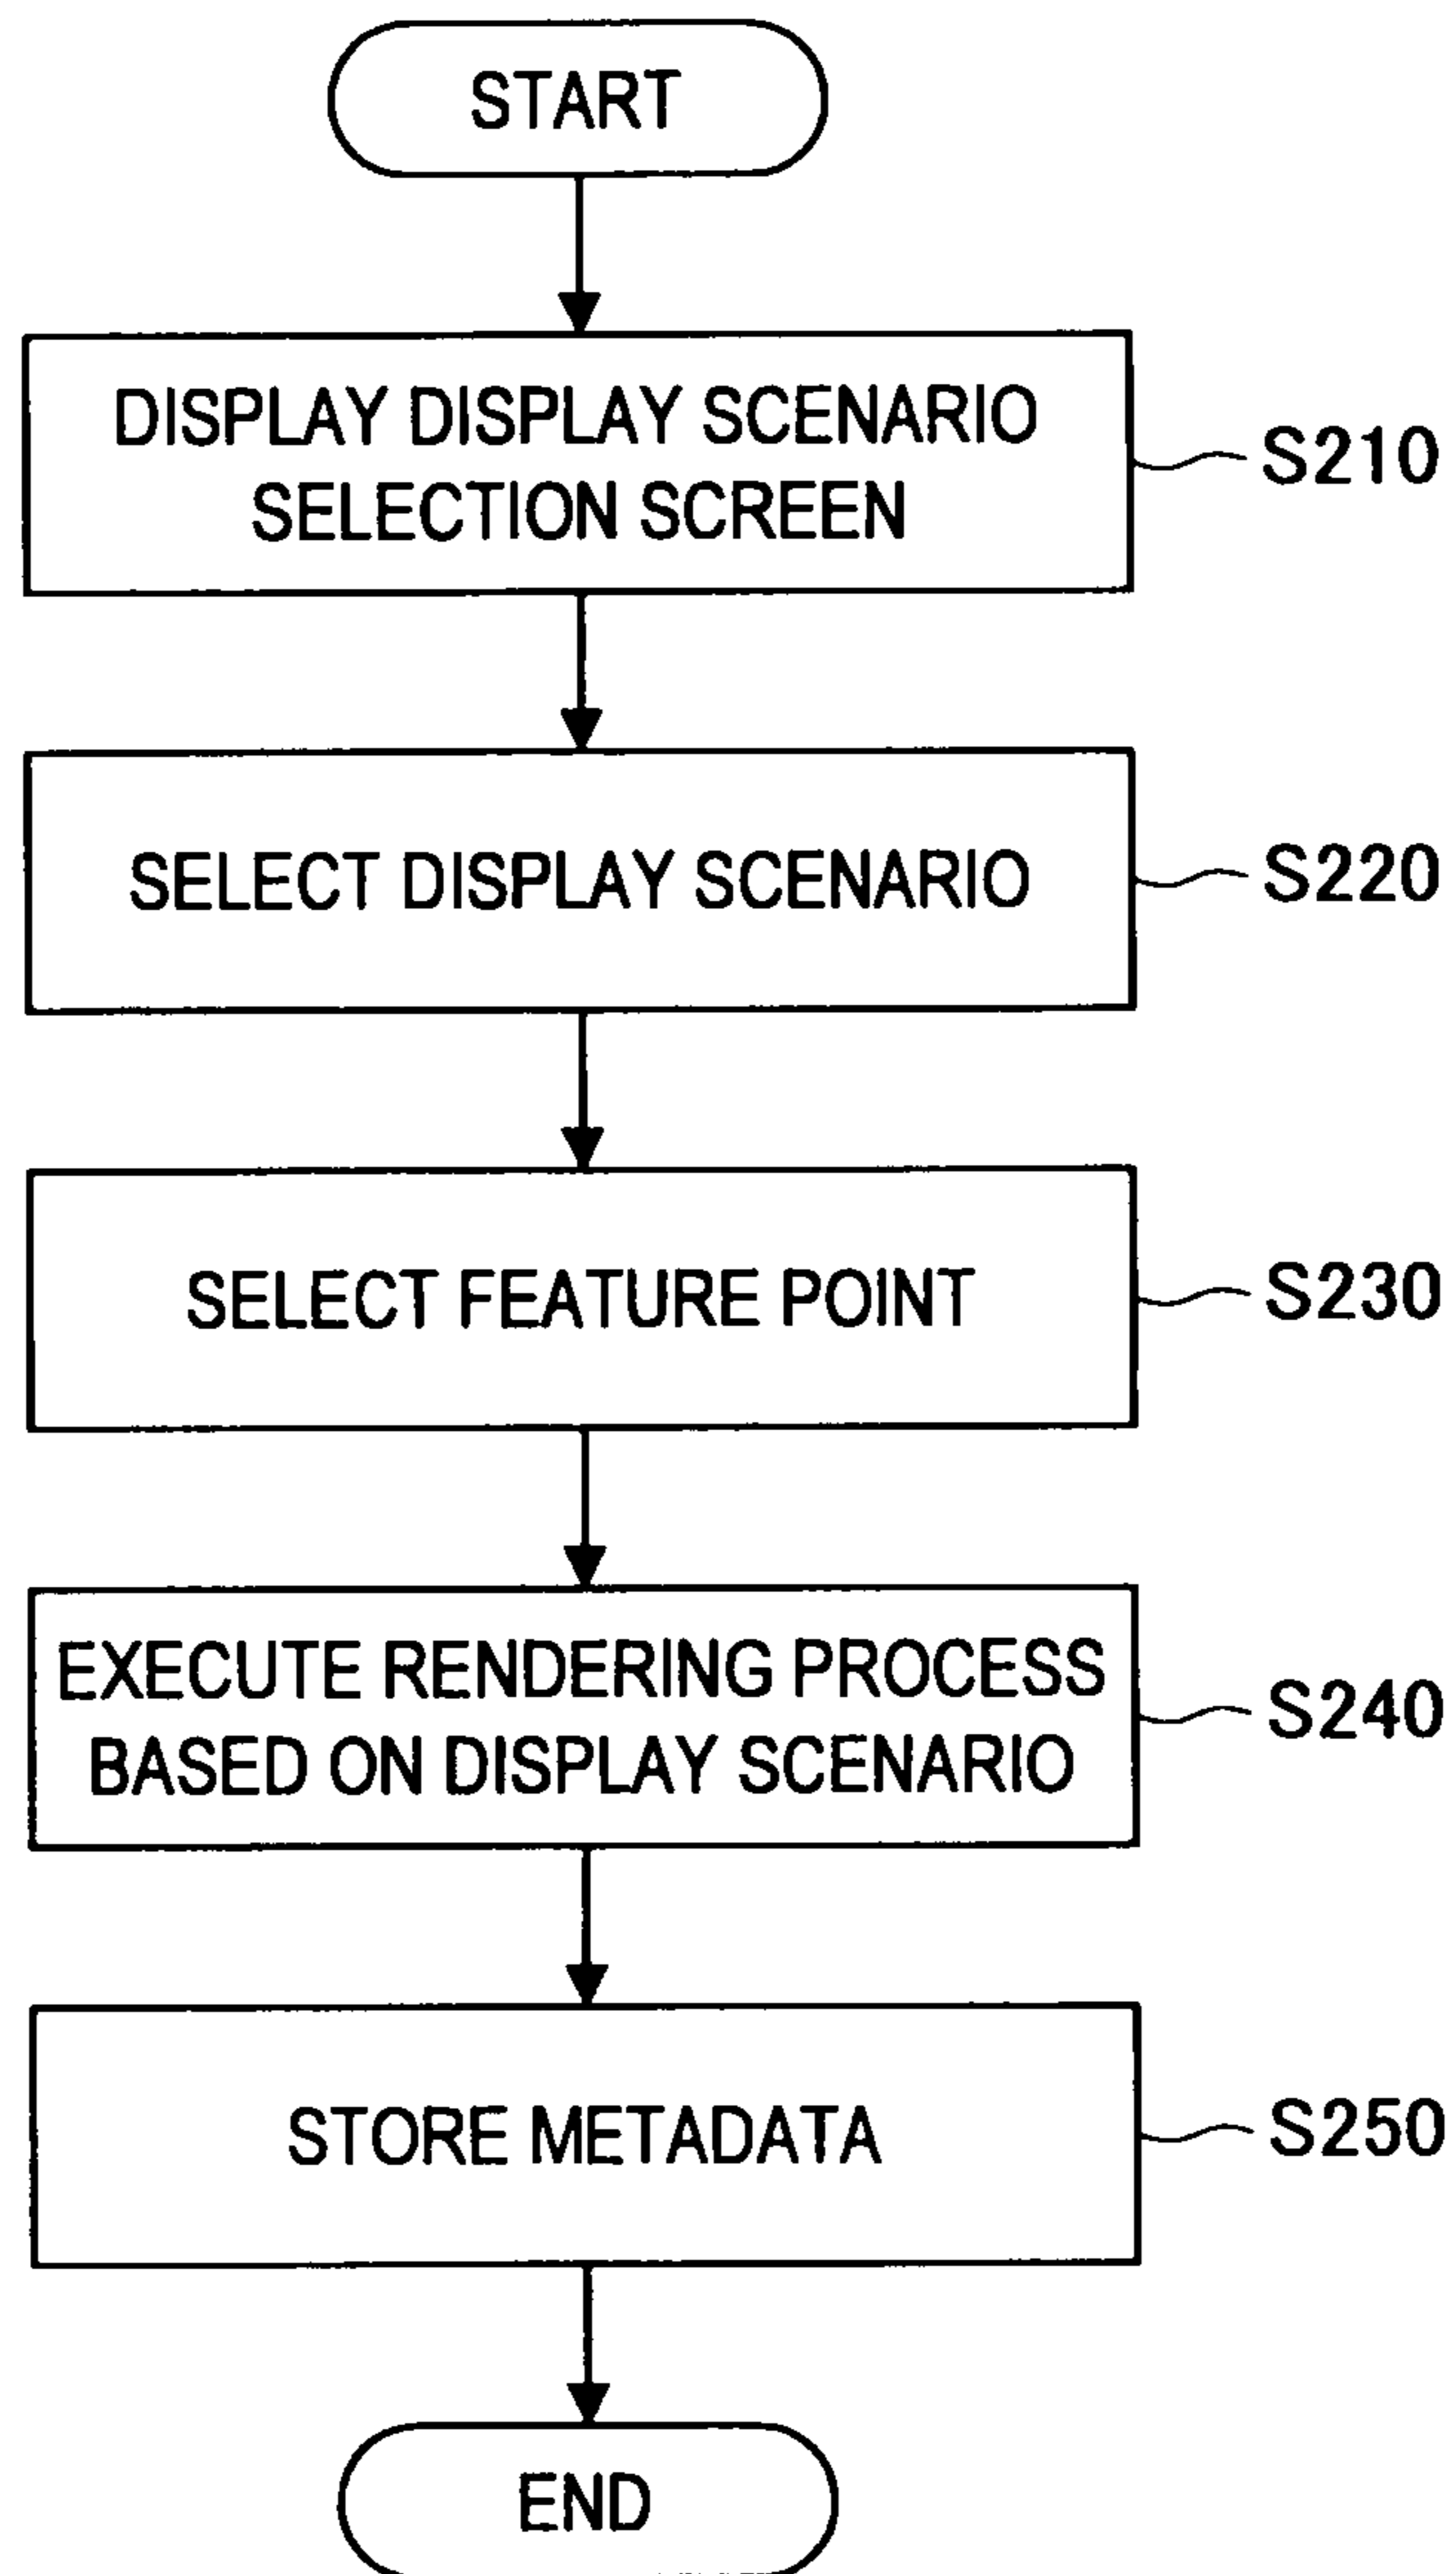 START
DISPLAY DISPLAY SCENARIO
SELECTION SCREEN
S210
SELECT DISPLAY SCENARIO
S220
SELECT FEATURE POINT
S230
EXECUTE RENDERING PROCESS
BASED ON DISPLAY SCENARIO
S240
STORE METADATA
S250
END